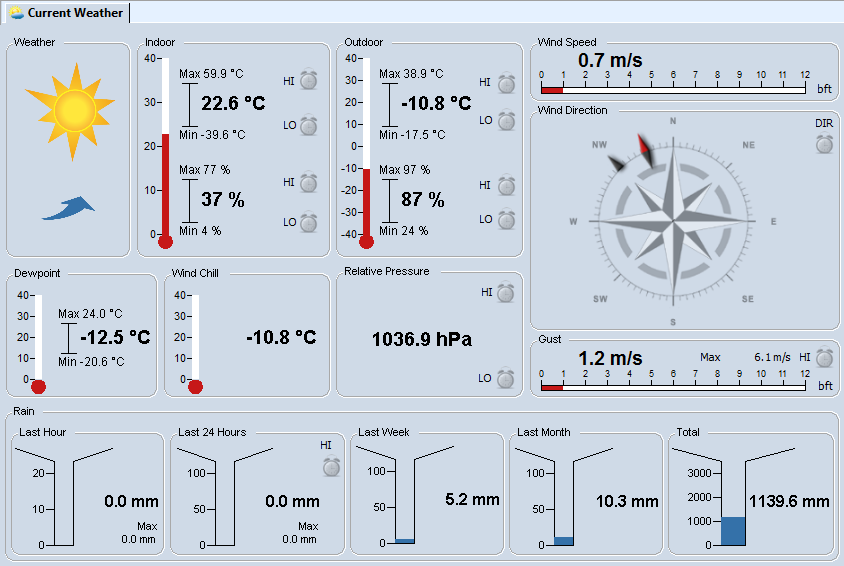 Current Weather
Weather
Indoor
40
30
20
10
0
Max 59.9 °C
22.6 °C
Min -39.6 °C
HI
LO
Max 77 %
37 %
Min 4 %
HI
LO
Outdoor
40
30
20
10
0
-10
-20
-30
-40
Max 38.9 °C
-10.8 °C
Min -17.5 °C
HI
LO
Max 97 %
87 %
Min 24 %
HI
LO
Wind Speed
0.7 m/s
0 1 2 3 4 5 6 7 8 9 10 11 12
bft
Wind Direction
DIR
N
NW
NE
W
E
SW
SE
S
Dewpoint
40
30
20
10
0
Max 24.0 °C
-12.5 °C
Min -20.6 °C
Wind Chill
40
30
20
10
0
-10.8 °C
Relative Pressure
HI
1036.9 hPa
LO
Gust
1.2 m/s
Max 6.1 m/s HI
0 1 2 3 4 5 6 7 8 9 10 11 12
bft
Rain
Last Hour
20
10
0
0.0 mm
Max
0.0 mm
Last 24 Hours
HI
100
50
0
0.0 mm
Max
0.0 mm
Last Week
100
50
0
5.2 mm
Last Month
100
50
0
10.3 mm
Total
3000
2000
1000
0
1139.6 mm